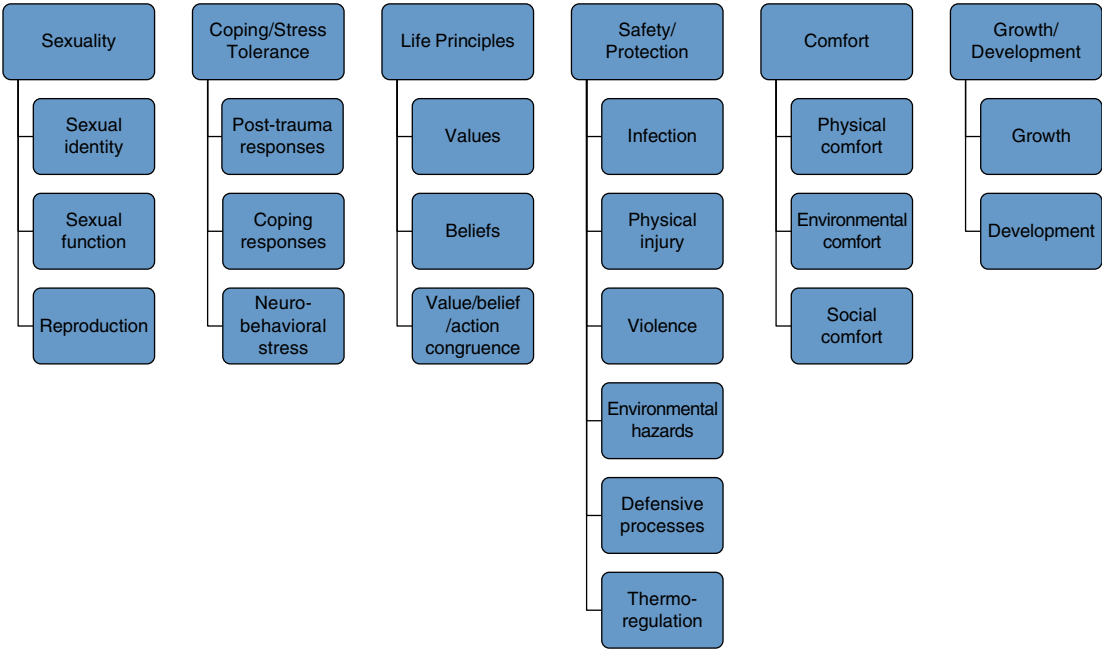 Sexuality
Sexual
identity
Sexual
function
Reproduction
Coping/Stress
Tolerance
Post-trauma
responses
Coping
responses
Neuro-
behavioral
stress
Life Principles
Values
Beliefs
Value/belief
/action
congruence
Safety/
Protection
Infection
Physical
injury
Violence
Environmental
hazards
Defensive
processes
Thermo-
regulation
Comfort
Physical
comfort
Environmental
comfort
Social
comfort
Growth/
Development
Growth
Development